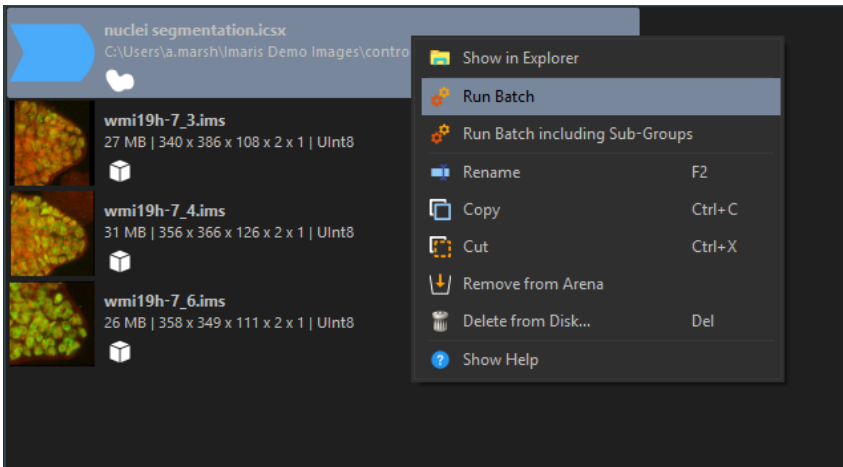 nuclei segmentation.icsx
C:\Users\a.marsh\Imaris Demo Images\contro
wmi19h-7_3.ims
27 MB | 340 x 386 x 108 x 2 x 1 | UInt8
wmi19h-7_4.ims
31 MB | 356 x 366 x 126 x 2 x 1 | UInt8
wmi19h-7_6.ims
26 MB | 358 x 349 x 111 x 2 x 1 | UInt8
Show in Explorer
Run Batch
Run Batch including Sub-Groups
Rename F2
Copy Ctrl+C
Cut Ctrl+X
Remove from Arena
Delete from Disk... Del
Show Help